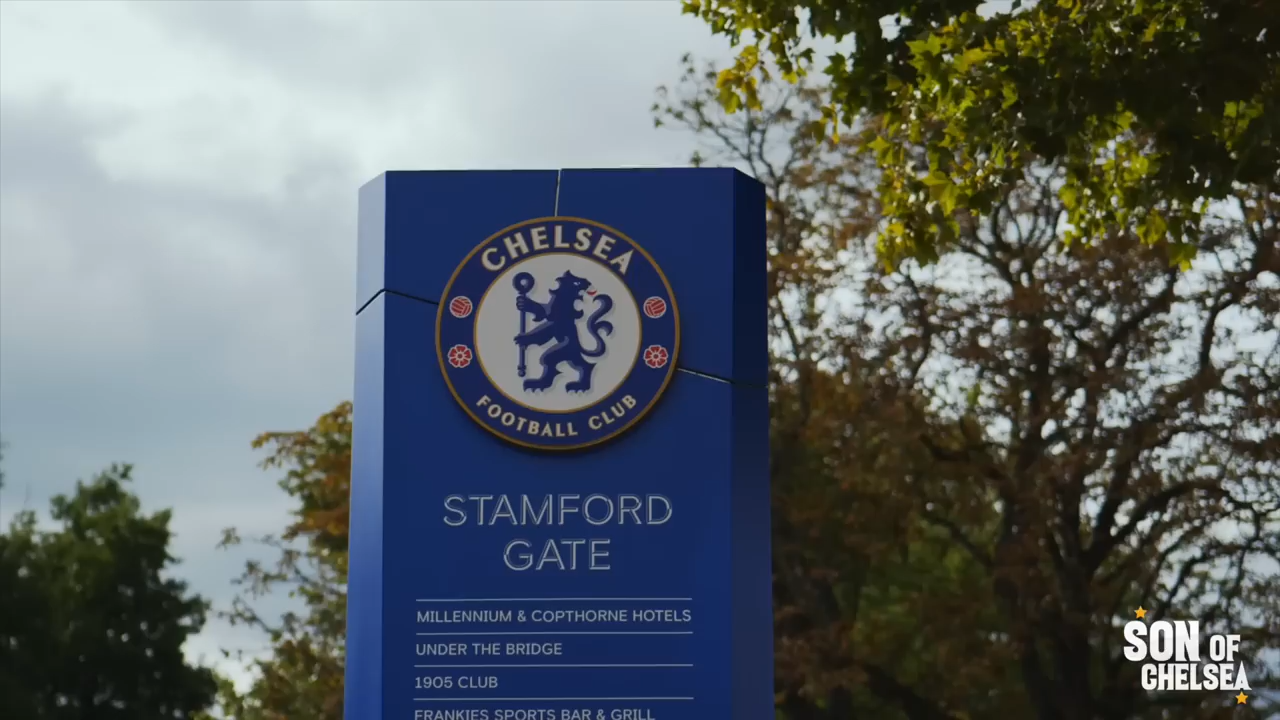 CHELSEA
FOOTBALL CLUB
STAMFORD
GATE
MILLENNIUM & COPTHORNE HOTELS
UNDER THE BRIDGE
1905 CLUB
FRANKIES SPORTS BAR & GRILL
SON OF
CHELSEA